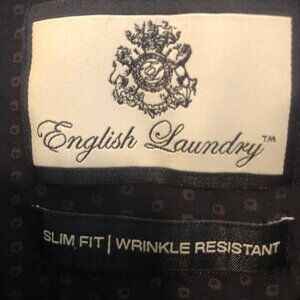 English Laundry™
SLIM FIT | WRINKLE RESISTANT